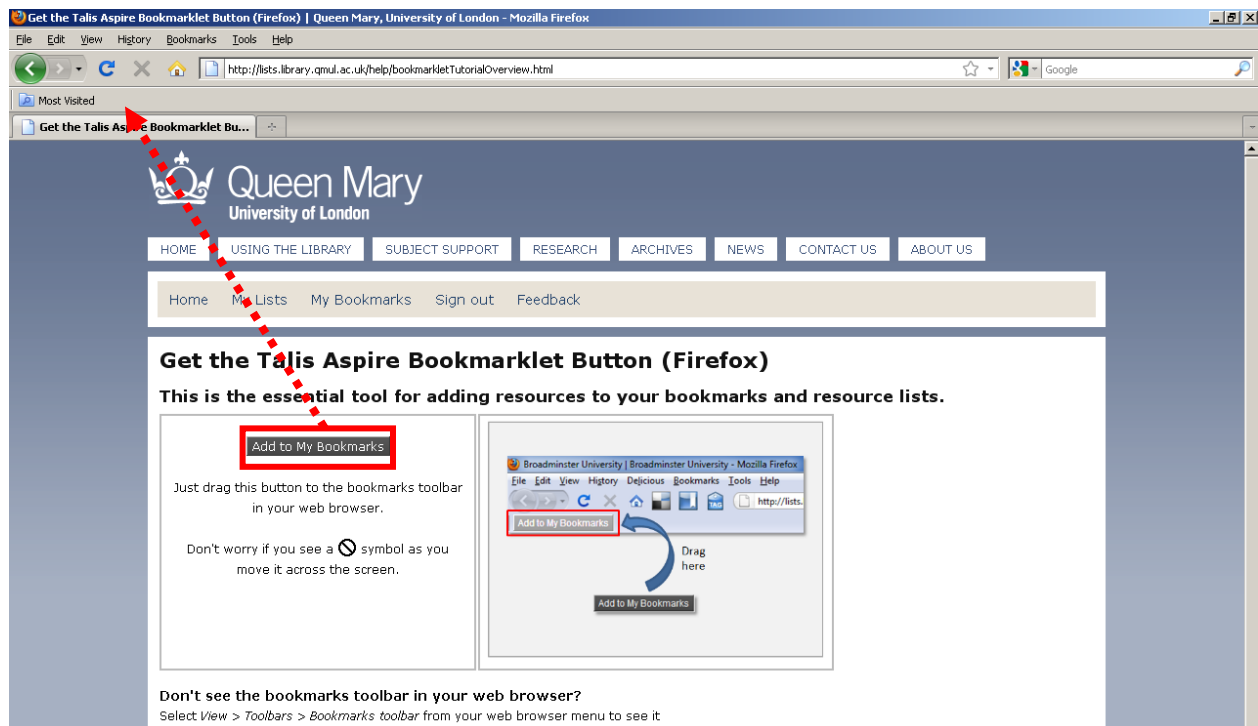 Get the Talis Aspire Bookmarklet Button (Firefox) | Queen Mary, University of London - Mozilla Firefox
File Edit View History Bookmarks Tools Help
http://lists.library.qmul.ac.uk/help/bookmarkletTutorialOverview.html Google
Most Visited
Get the Talis Aspire Bookmarklet Bu...
Queen Mary
University of London
HOME USING THE LIBRARY SUBJECT SUPPORT RESEARCH ARCHIVES NEWS CONTACT US ABOUT US
Home My Lists My Bookmarks Sign out Feedback
Get the Talis Aspire Bookmarklet Button (Firefox)
This is the essential tool for adding resources to your bookmarks and resource lists.
Add to My Bookmarks
Just drag this button to the bookmarks toolbar
in your web browser.
Don't worry if you see a symbol as you
move it across the screen.
Broadminster University | Broadminster University - Mozilla Firefox
File Edit View History Delicious Bookmarks Tools Help
TAG http://lists.
Add to My Bookmarks
Drag
here
Add to My Bookmarks
Don't see the bookmarks toolbar in your web browser?
Select View > Toolbars > Bookmarks toolbar from your web browser menu to see it